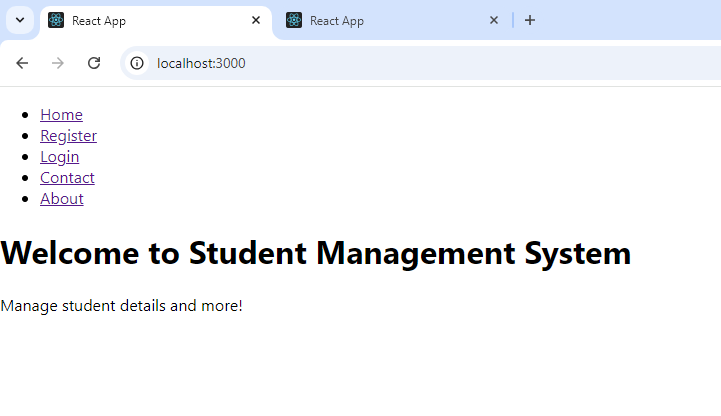 React App
React App
localhost:3000
Home
Register
Login
Contact
About
Welcome to Student Management System
Manage student details and more!